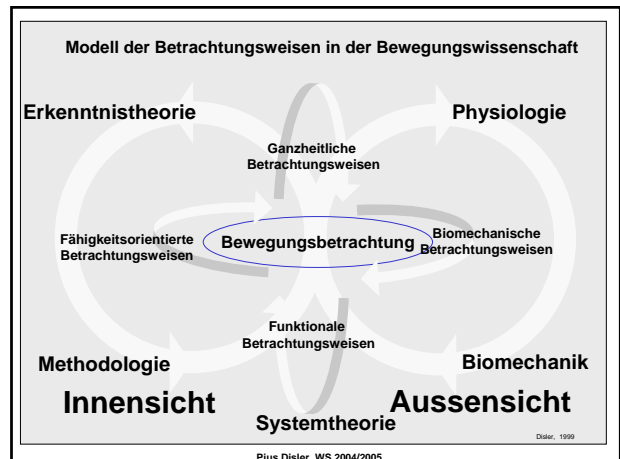 Modell der Betrachtungsweisen in der Bewegungswissenschaft
Erkenntnistheorie
Physiologie
Ganzheitliche
Betrachtungsweisen
Fähigkeitsorientierte
Betrachtungsweisen
Bewegungsbetrachtung
Biomechanische
Betrachtungsweisen
Funktionale
Betrachtungsweisen
Methodologie
Biomechanik
Innensicht
Aussensicht
Systemtheorie
Disler, 1999
Pius Disler, WS 2004/2005